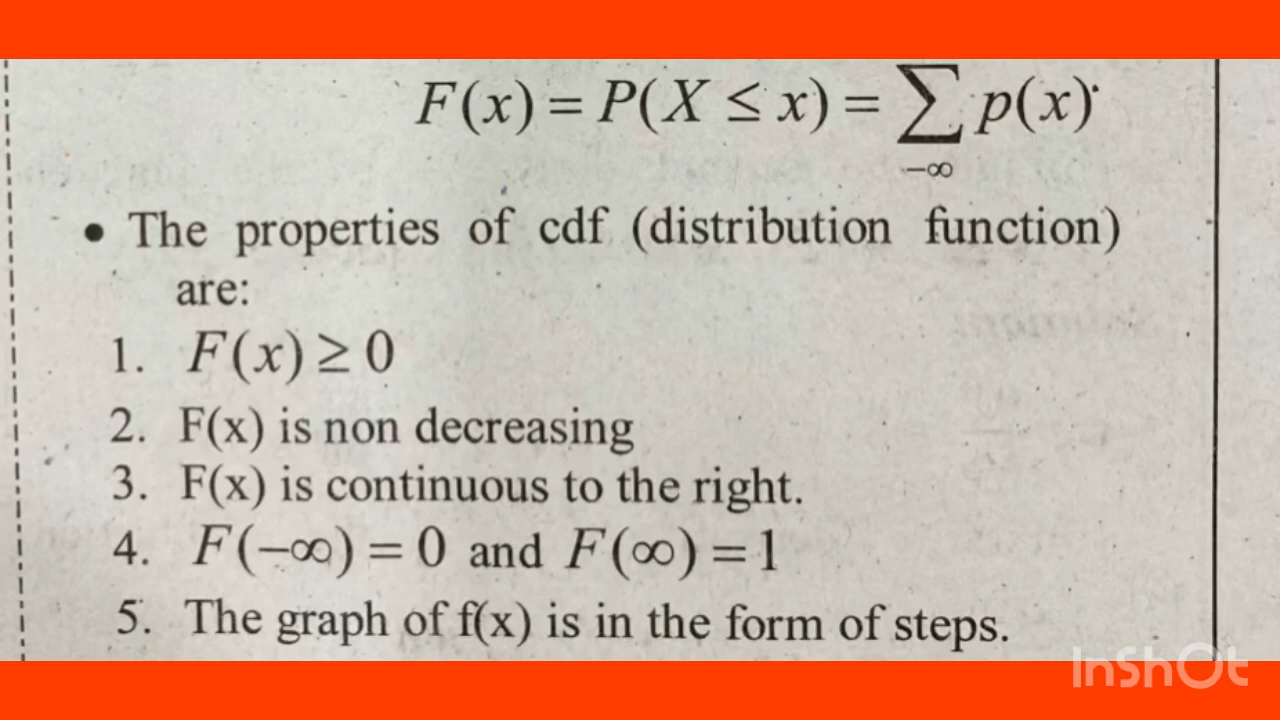 F(x) = P(X ≤ x) = ∑ p(x)
−∞
• The properties of cdf (distribution function)
are:
1. F(x) ≥ 0
2. F(x) is non decreasing
3. F(x) is continuous to the right.
4. F(−∞) = 0 and F(∞) = 1
5. The graph of f(x) is in the form of steps.
InShOt